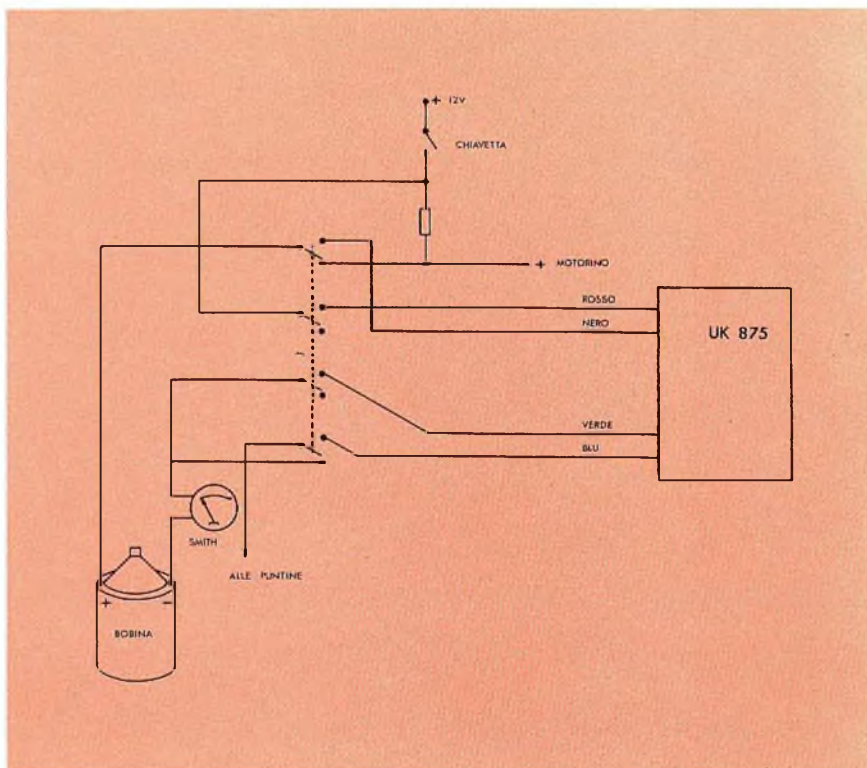 + 12V
CHIAVETTA
+ MOTORINO
ROSSO
NERO
UK 875
VERDE
BLU
SMITH
ALLE PUNTINE
+ −
BOBINA